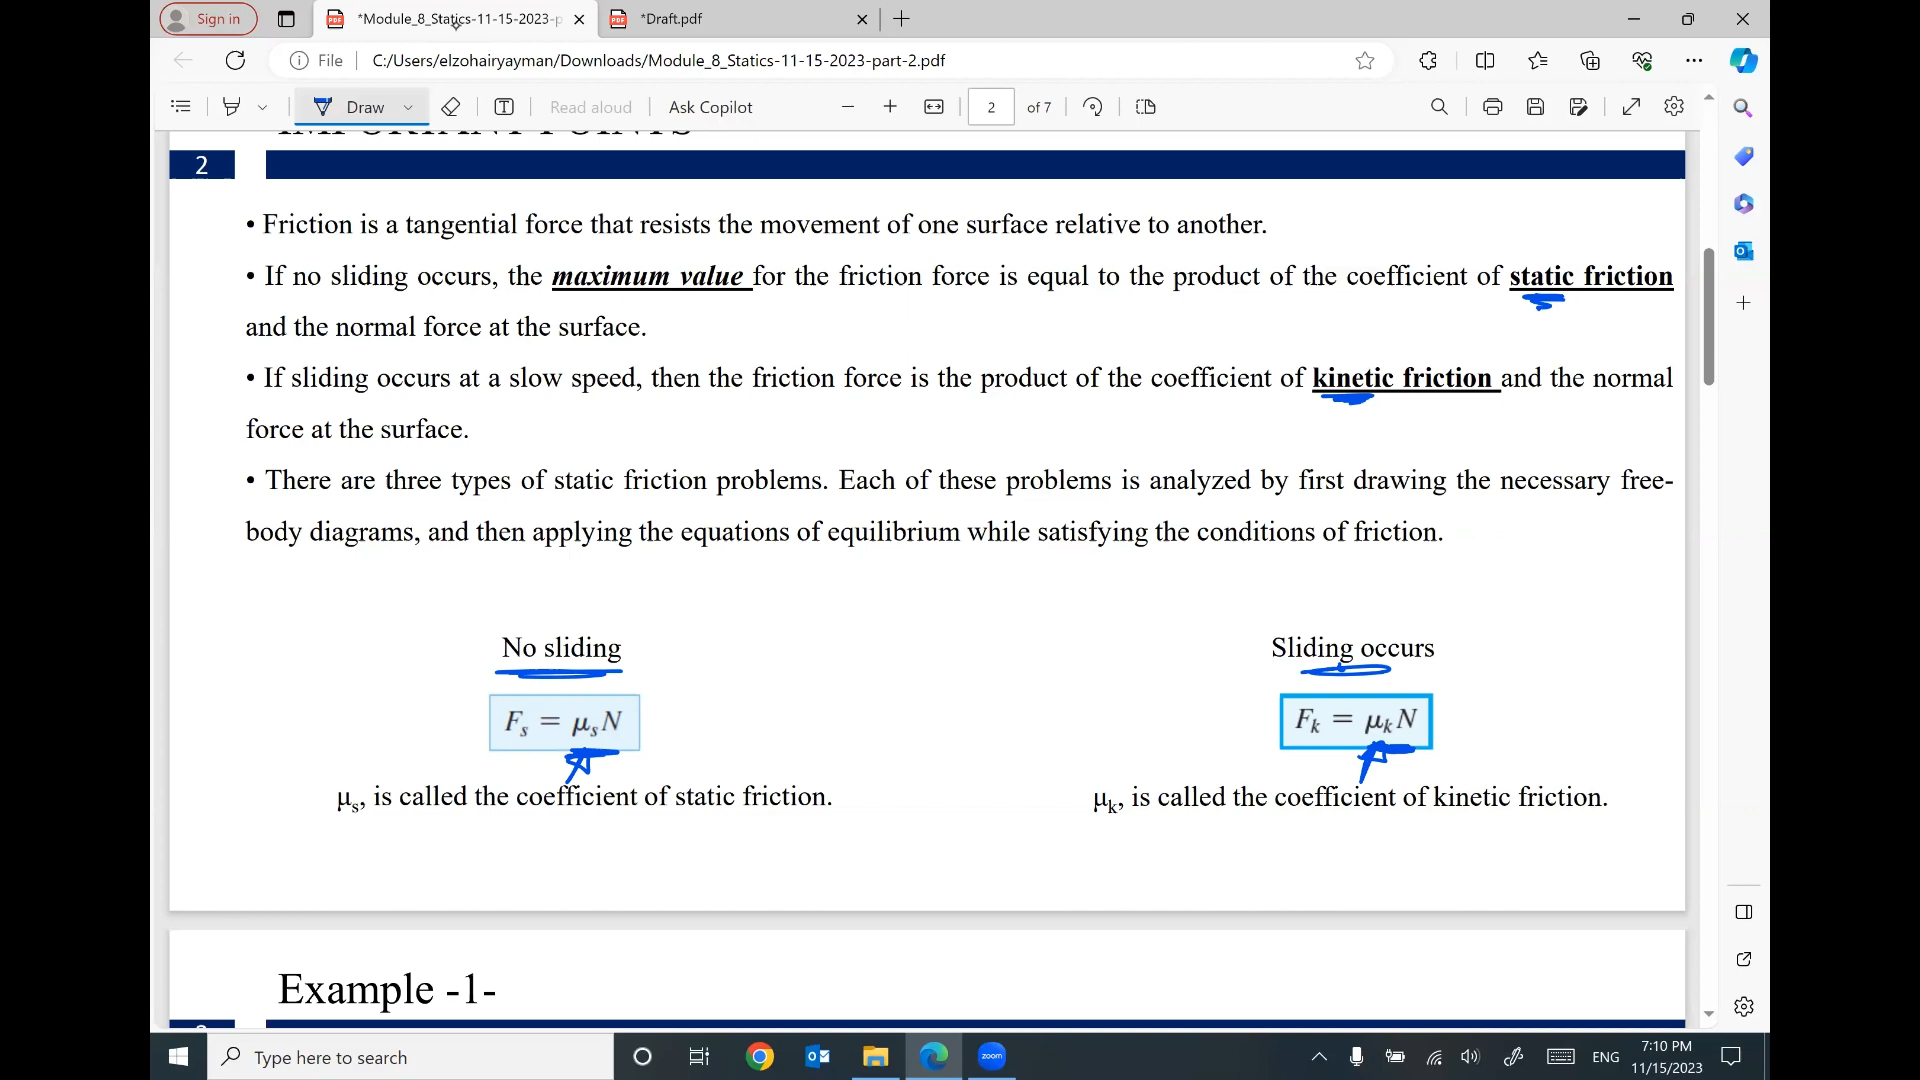 Sign in
*Module_8_Statics-11-15-2023-p
*Draft.pdf
File
C:/Users/elzohairyayman/Downloads/Module_8_Statics-11-15-2023-part-2.pdf
Draw
Read aloud
Ask Copilot
2
of 7
IMPORTANT POINTS
2
• Friction is a tangential force that resists the movement of one surface relative to another.
• If no sliding occurs, the maximum value for the friction force is equal to the product of the coefficient of static friction
and the normal force at the surface.
• If sliding occurs at a slow speed, then the friction force is the product of the coefficient of kinetic friction and the normal
force at the surface.
• There are three types of static friction problems. Each of these problems is analyzed by first drawing the necessary free-
body diagrams, and then applying the equations of equilibrium while satisfying the conditions of friction.
No sliding
Sliding occurs
Fₛ = μₛN
Fₖ = μₖN
μₛ, is called the coefficient of static friction.
μₖ, is called the coefficient of kinetic friction.
Example -1-
Type here to search
zoom
ENG
7:10 PM
11/15/2023